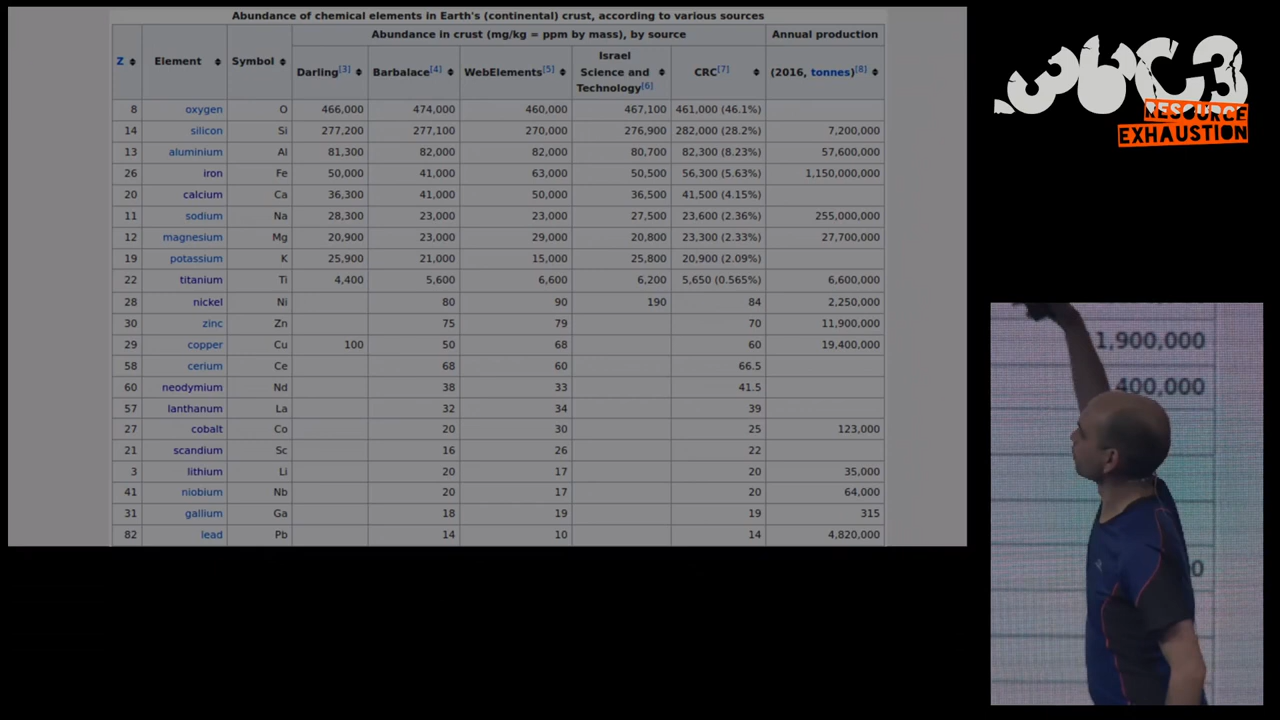 Abundance of chemical elements in Earth's (continental) crust, according to various sources
Abundance in crust (mg/kg = ppm by mass), by source Annual production
Z Element Symbol Darling[3] Barbalace[4] WebElements[5] Israel Science and Technology[6] CRC[7] (2016, tonnes)[8]
8 oxygen O 466,000 474,000 460,000 467,100 461,000 (46.1%)
14 silicon Si 277,200 277,100 270,000 276,900 282,000 (28.2%) 7,200,000
13 aluminium Al 81,300 82,000 82,000 80,700 82,300 (8.23%) 57,600,000
26 iron Fe 50,000 41,000 63,000 50,500 56,300 (5.63%) 1,150,000,000
20 calcium Ca 36,300 41,000 50,000 36,500 41,500 (4.15%)
11 sodium Na 28,300 23,000 23,000 27,500 23,600 (2.36%) 255,000,000
12 magnesium Mg 20,900 23,000 29,000 20,800 23,300 (2.33%) 27,700,000
19 potassium K 25,900 21,000 15,000 25,800 20,900 (2.09%)
22 titanium Ti 4,400 5,600 6,600 6,200 5,650 (0.565%) 6,600,000
28 nickel Ni 80 90 190 84 2,250,000
30 zinc Zn 75 79 70 11,900,000
29 copper Cu 100 50 68 60 19,400,000
58 cerium Ce 68 60 66.5
60 neodymium Nd 38 33 41.5
57 lanthanum La 32 34 39
27 cobalt Co 20 30 25 123,000
21 scandium Sc 16 26 22
3 lithium Li 20 17 20 35,000
41 niobium Nb 20 17 20 64,000
31 gallium Ga 18 19 19 315
82 lead Pb 14 10 14 4,820,000
36C3
RESOURCE
EXHAUSTION
1,900,000
400,000